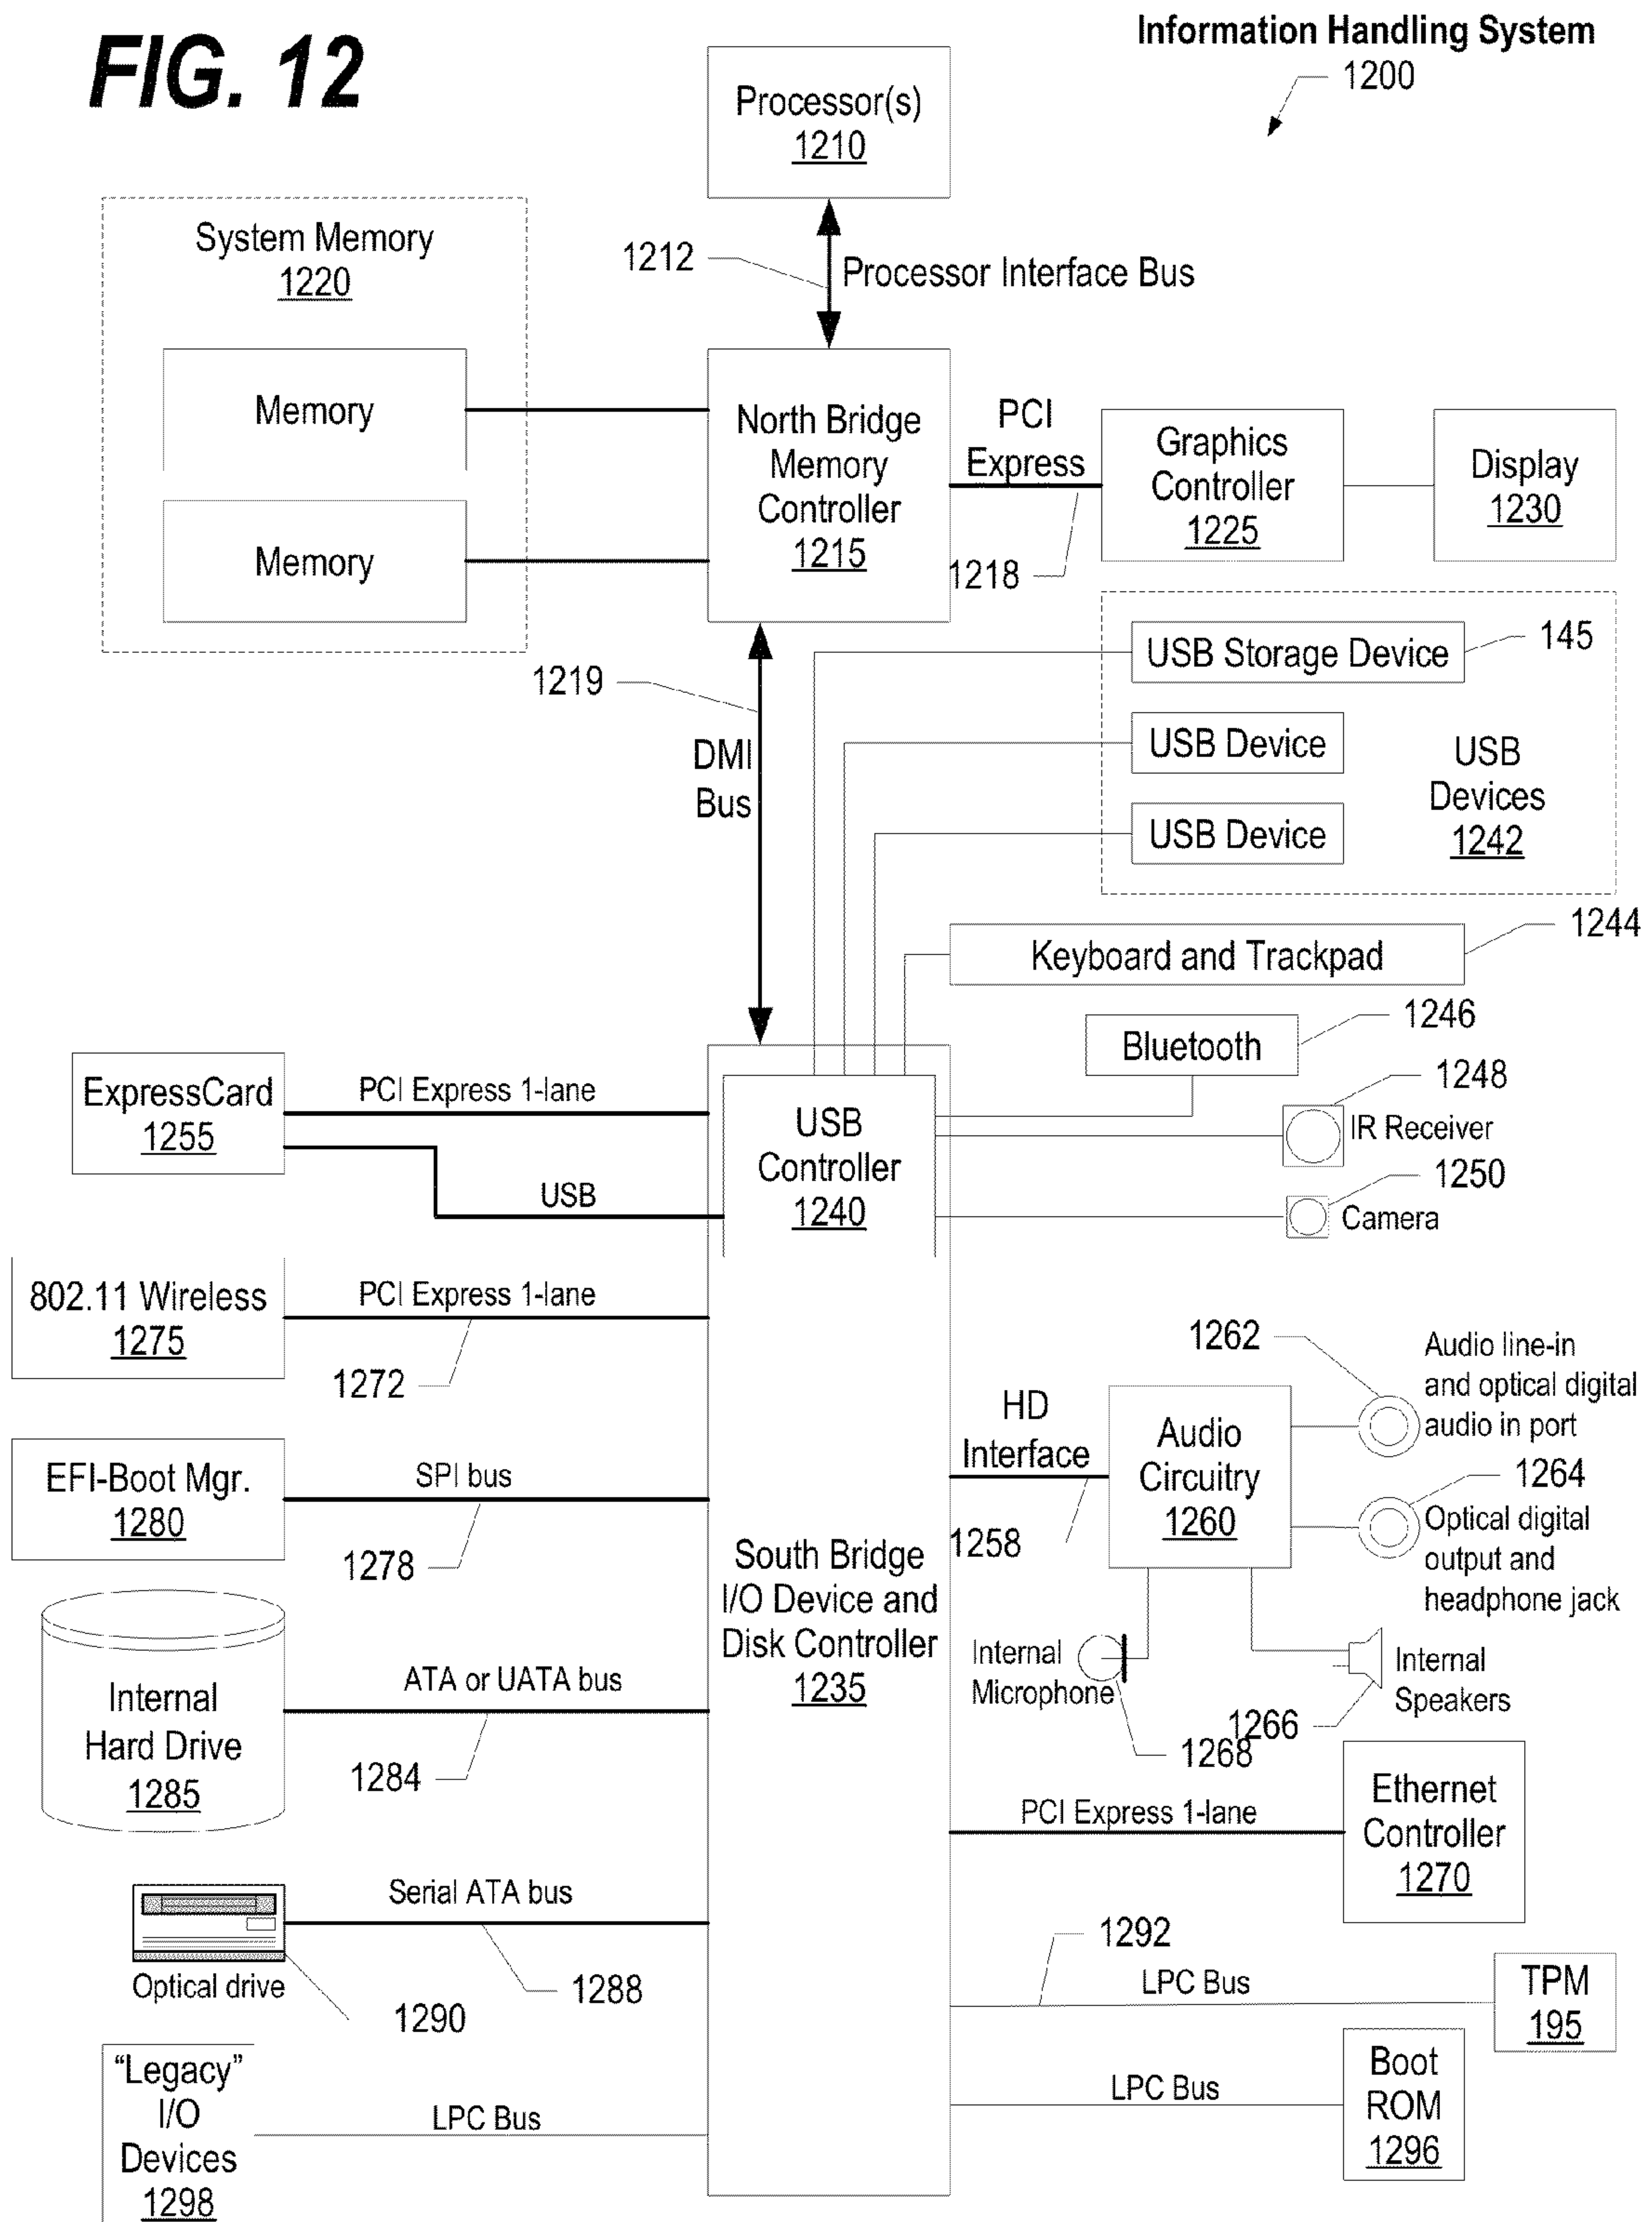 FIG. 12
Information Handling System
1200
Processor(s)
1210
System Memory
1220
1212
Processor Interface Bus
Memory
Memory
North Bridge
Memory
Controller
1215
PCI
Express
1218
Graphics
Controller
1225
Display
1230
1219
DMI
Bus
USB Storage Device
145
USB Device
USB Device
USB
Devices
1242
Keyboard and Trackpad
1244
Bluetooth
1246
1248
IR Receiver
1250
Camera
ExpressCard
1255
PCI Express 1-lane
USB
USB
Controller
1240
802.11 Wireless
1275
PCI Express 1-lane
1272
EFI-Boot Mgr.
1280
SPI bus
1278
HD
Interface
1258
Audio
Circuitry
1260
1262
Audio line-in
and optical digital
audio in port
1264
Optical digital
output and
headphone jack
South Bridge
I/O Device and
Disk Controller
1235
Internal
Microphone
1268
Internal
Speakers
1266
Internal
Hard Drive
1285
ATA or UATA bus
1284
PCI Express 1-lane
Ethernet
Controller
1270
Optical drive
1290
Serial ATA bus
1288
1292
LPC Bus
TPM
195
LPC Bus
Boot
ROM
1296
“Legacy”
I/O
Devices
1298
LPC Bus